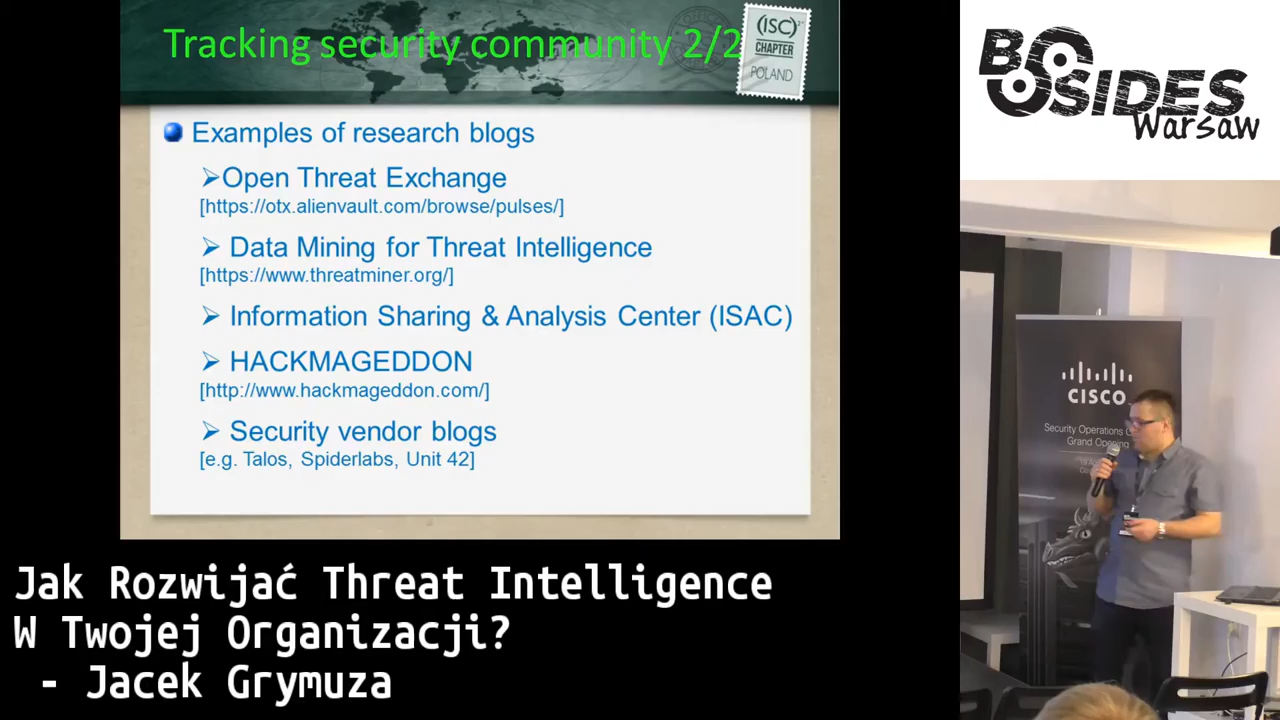 Tracking security community 2/2
(ISC)²
CHAPTER
POLAND
Examples of research blogs
Open Threat Exchange
[https://otx.alienvault.com/browse/pulses/]
Data Mining for Threat Intelligence
[https://www.threatminer.org/]
Information Sharing & Analysis Center (ISAC)
HACKMAGEDDON
[http://www.hackmageddon.com/]
Security vendor blogs
[e.g. Talos, Spiderlabs, Unit 42]
BSIDES
Warsaw
CISCO
Security Operations
Grand Opening
Jak Rozwijać Threat Intelligence
W Twojej Organizacji?
- Jacek Grymuza